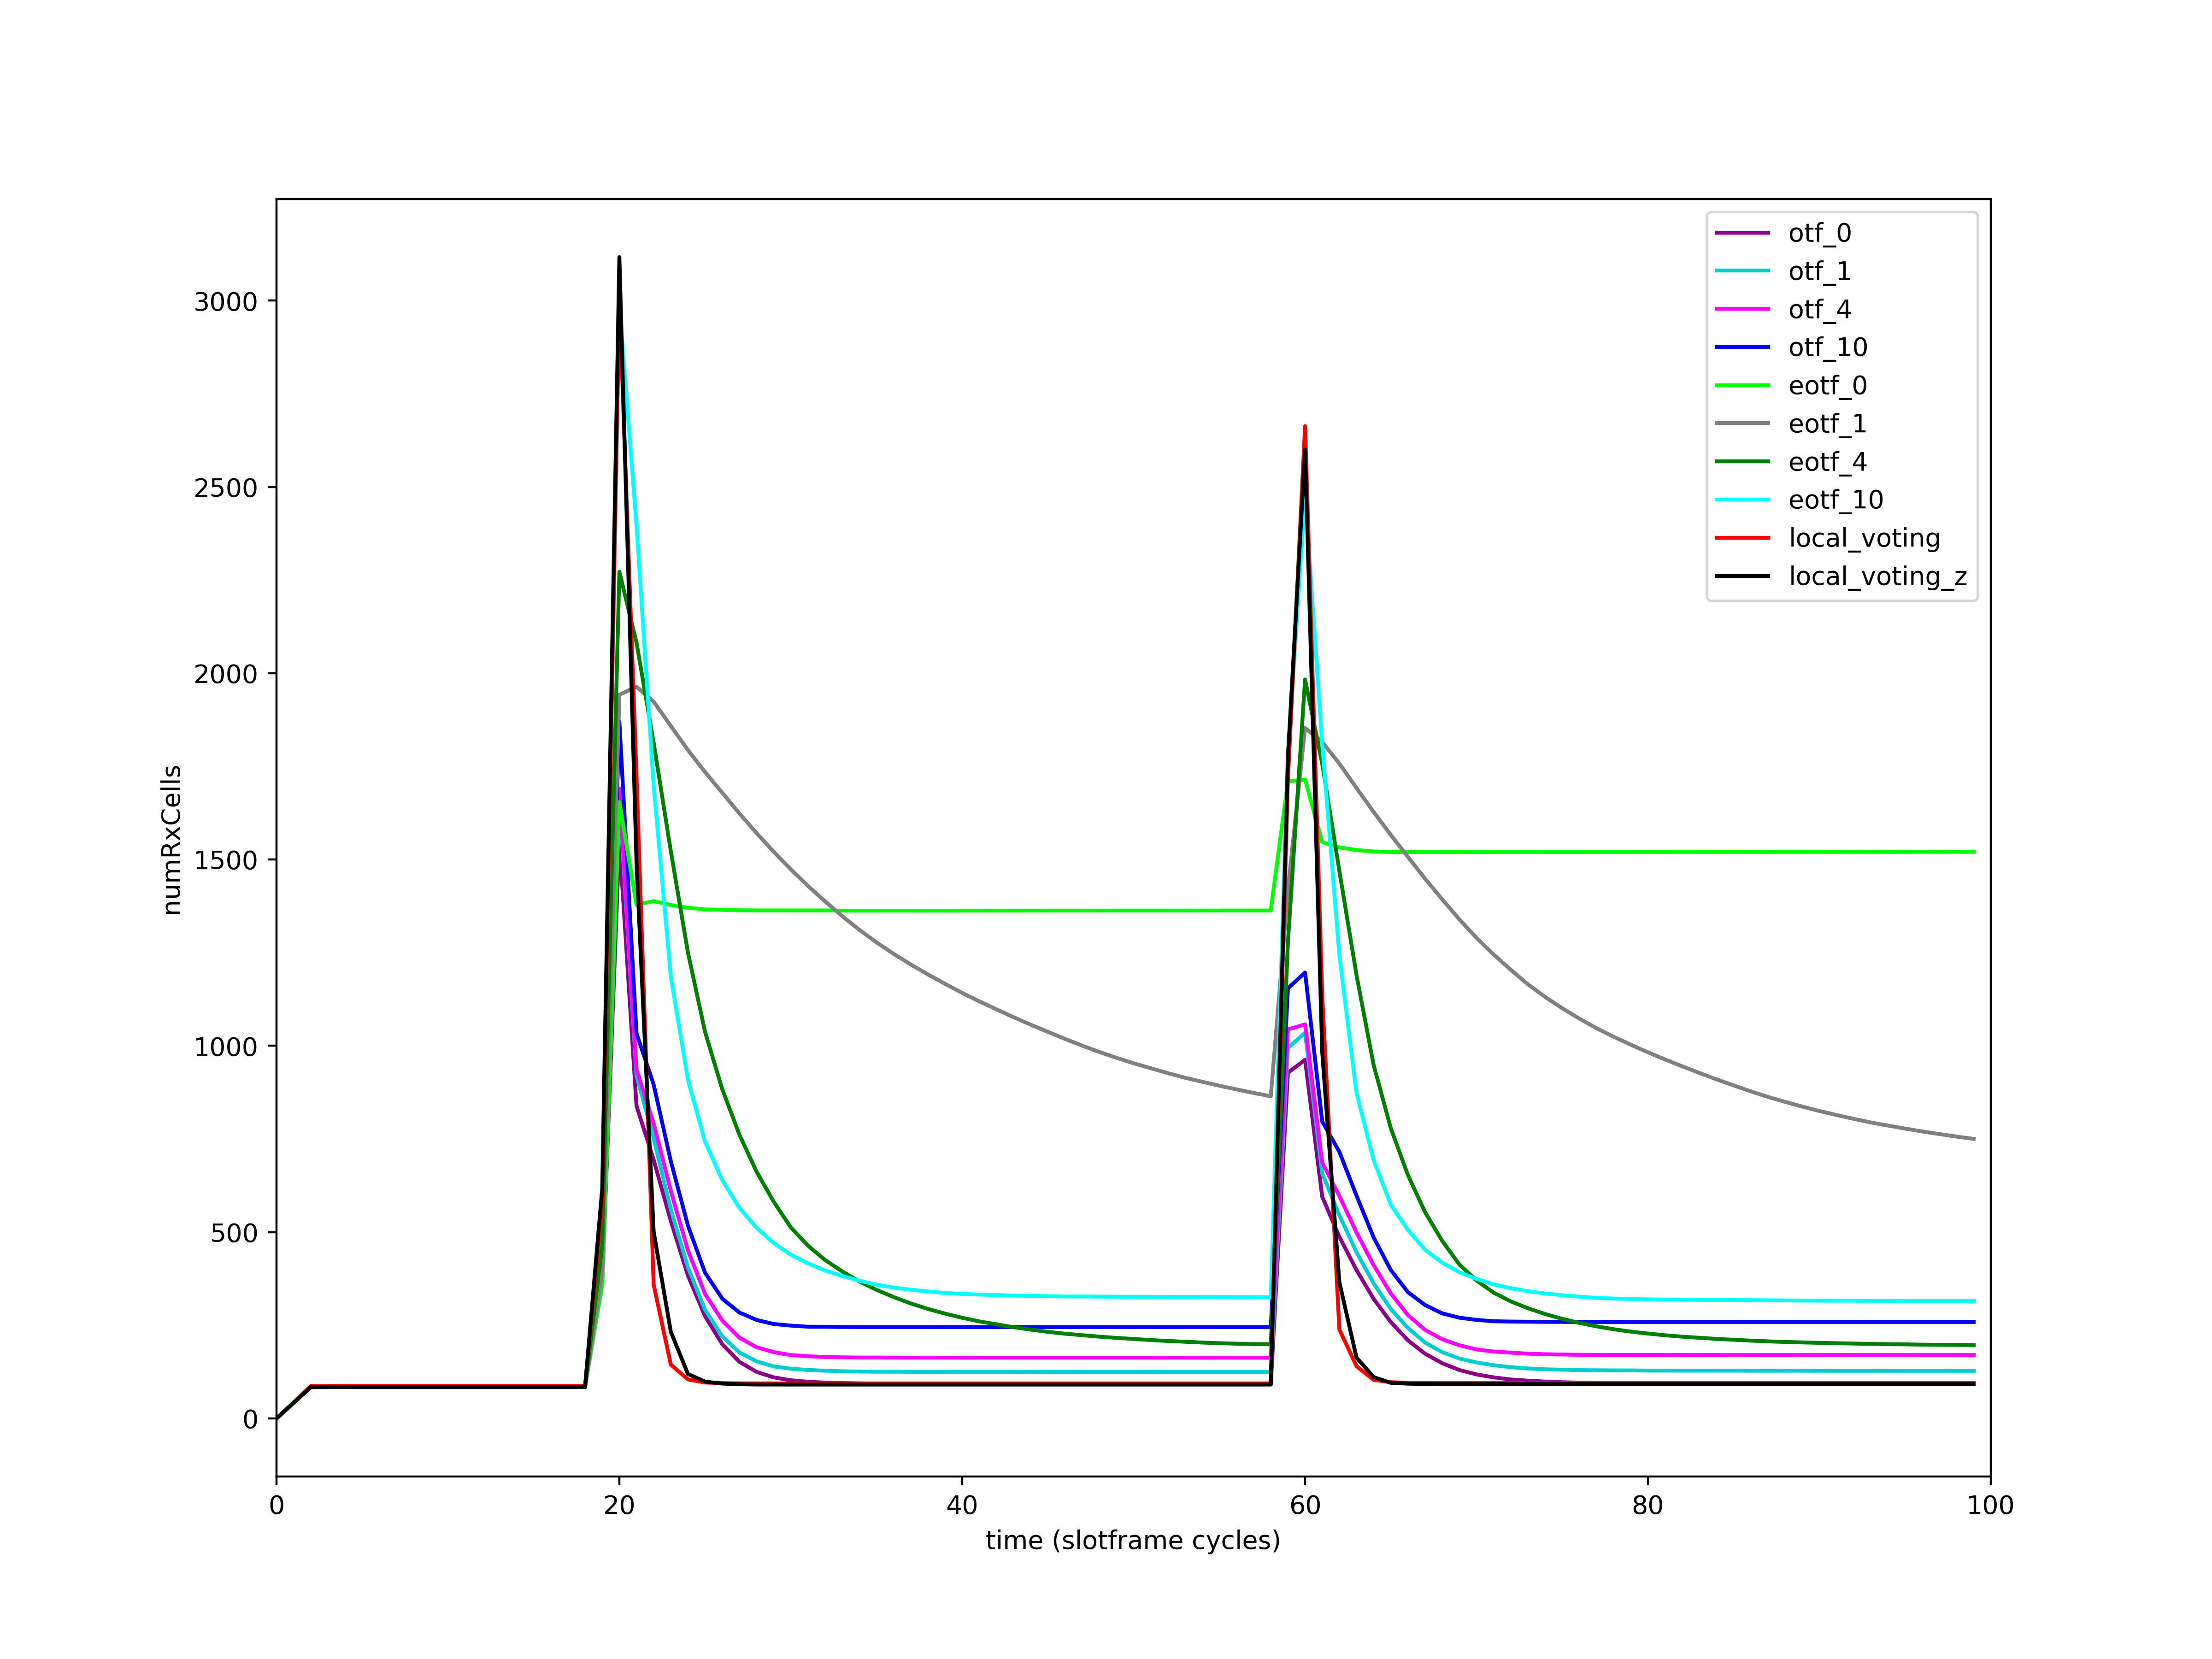 otf_0
otf_1
otf_4
otf_10
eotf_0
eotf_1
eotf_4
eotf_10
local_voting
local_voting_z
3000
2500
2000
1500
1000
500
0
numRxCells
0 20 40 60 80 100
time (slotframe cycles)